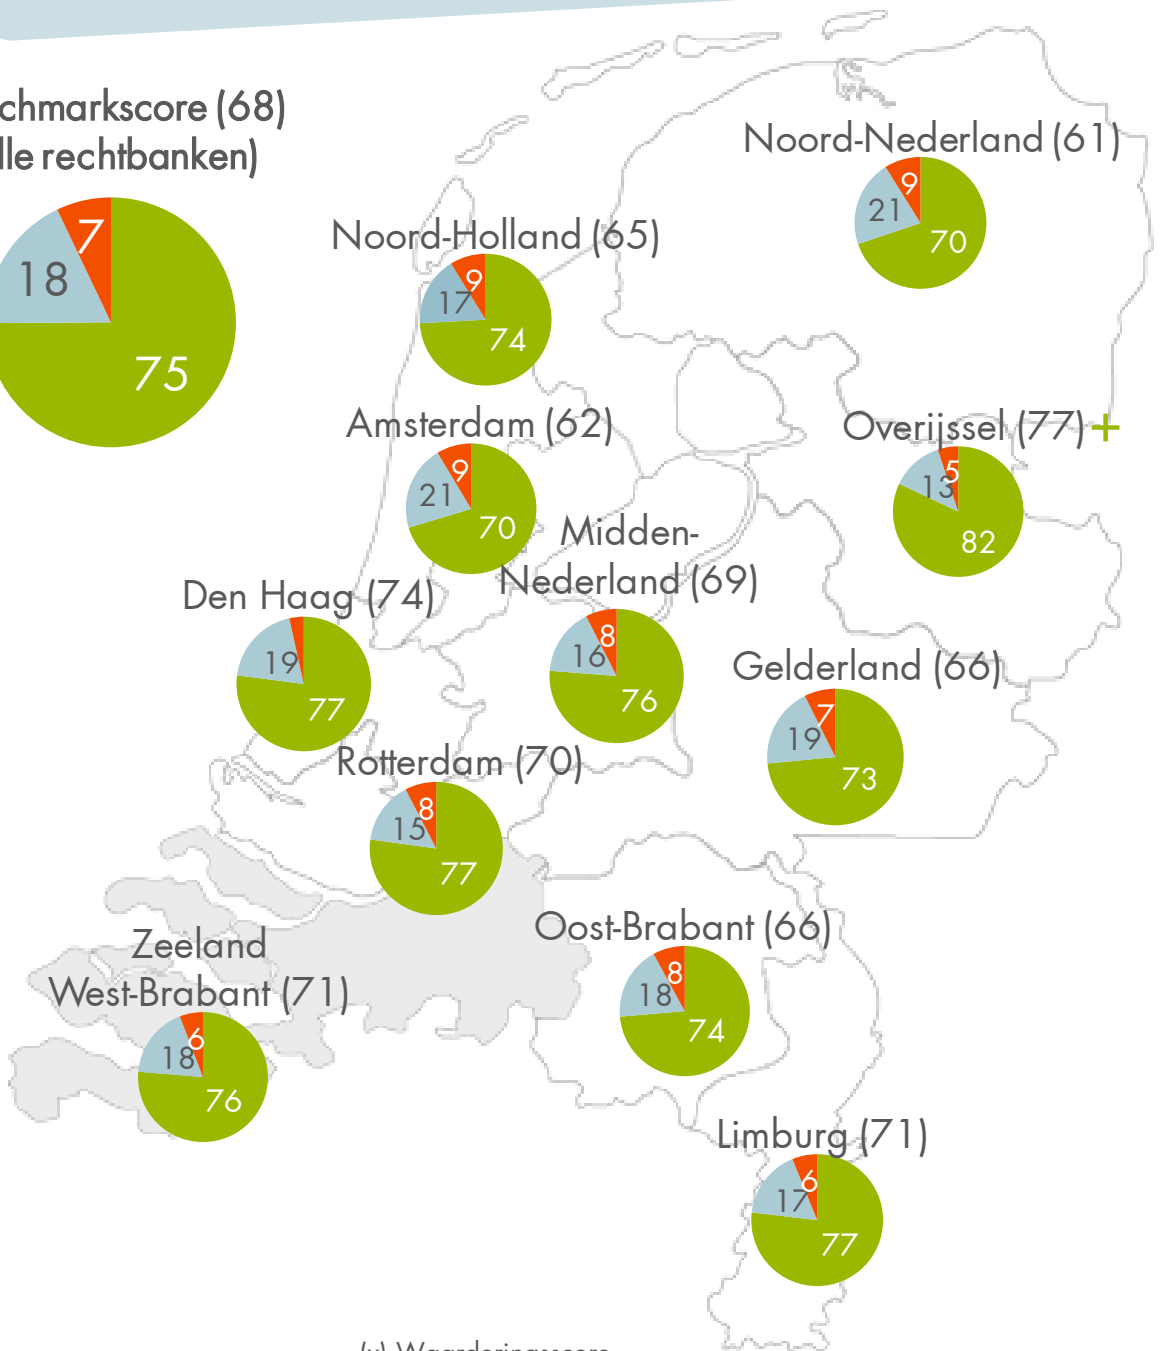 chmarkscore (68)
lle rechtbanken)
7
18
75
Noord-Nederland (61)
9
21
70
Noord-Holland (65)
9
17
74
Amsterdam (62)
9
21
70
Overijssel (77) +
5
13
82
Midden-
Nederland (69)
8
16
76
Den Haag (74)
19
77
Gelderland (66)
7
19
73
Rotterdam (70)
8
15
77
Oost-Brabant (66)
8
18
74
Zeeland
West-Brabant (71)
6
18
76
Limburg (71)
6
17
77
(x) Waarderingsscore